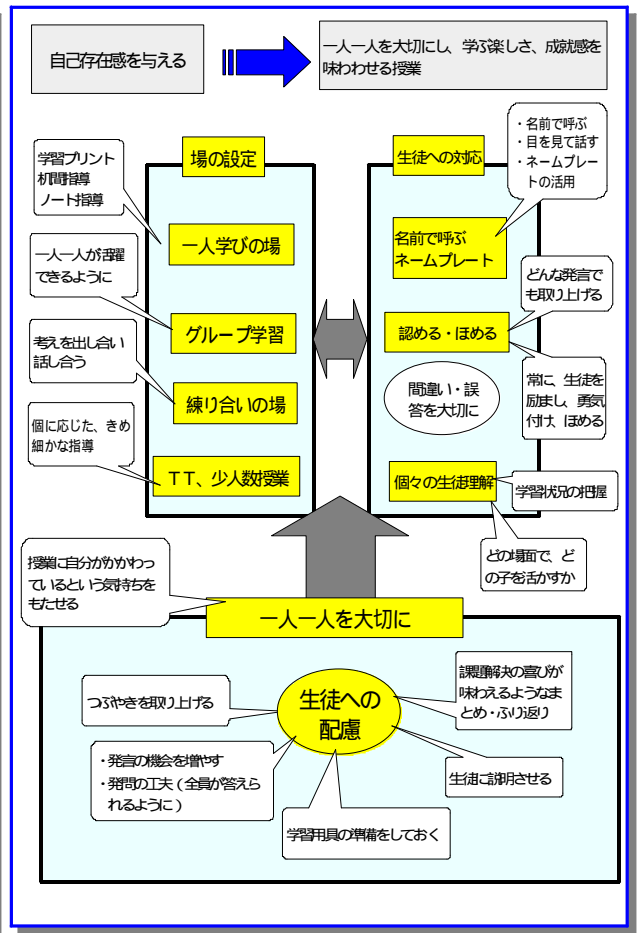 自己存在感を与える
一人一人を大切にし、学ぶ楽しさ、成就感を
味わわせる授業
場の設定
学習プリント
机間指導
ノート指導
一人学びの場
一人一人が活躍
できるように
グループ学習
考えを出し合い
話し合う
練り合いの場
個に応じた、きめ
細かな指導
ＴＴ、少人数授業
生徒への対応
・名前で呼ぶ
・目を見て話す
・ネームプレー
トの活用
名前で呼ぶ
ネームプレート
どんな発言で
も取り上げる
認める・ほめる
常に、生徒を
励まし、勇気
付け、ほめる
間違い・誤
答を大切に
個々の生徒理解
学習状況の把握
どの場面で、ど
の子を活かすか
授業に自分がかかわっ
ているという気持ちを
もたせる
一人一人を大切に
生徒への
配慮
つぶやきを取り上げる
課題解決の喜びが
味わえるようなま
とめ・ふり返り
・発言の機会を増やす
・発問の工夫（全員が答えら
れるように）
生徒に説明させる
学習用具の準備をしておく